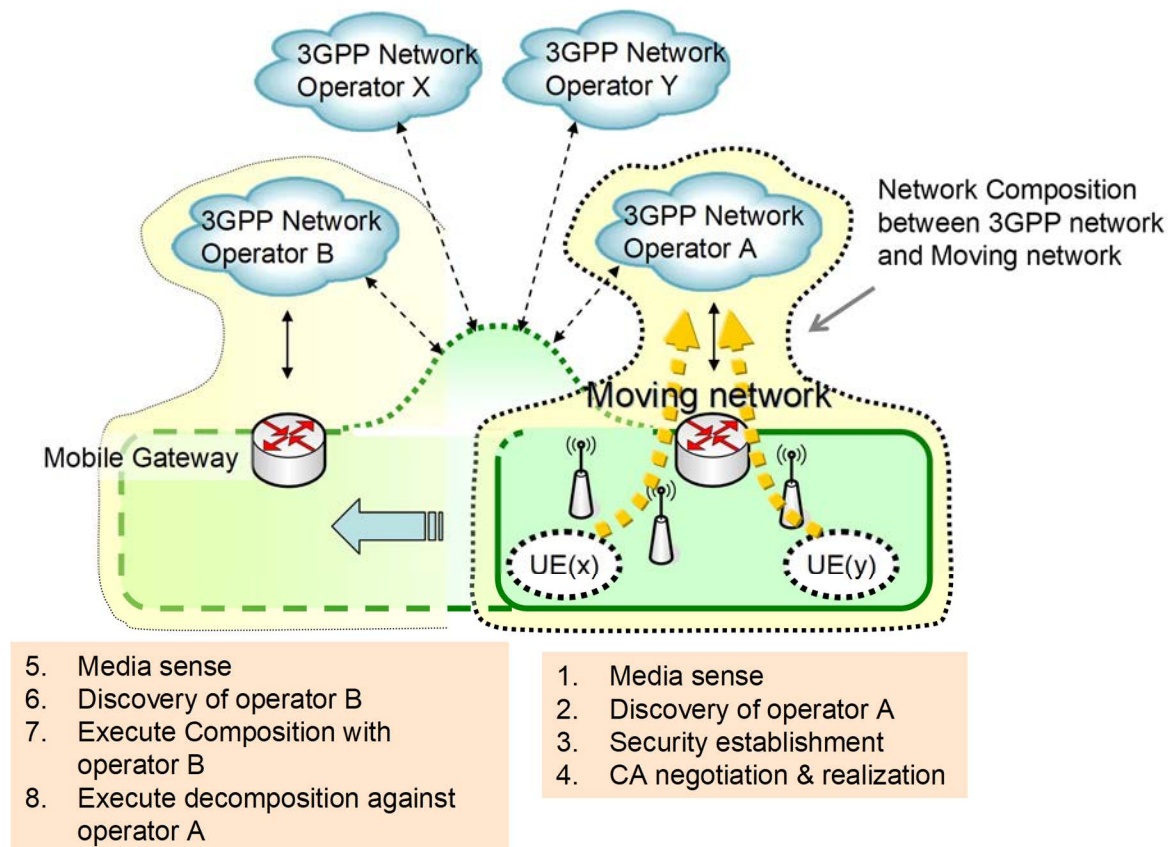 3GPP Network
Operator X
3GPP Network
Operator Y
3GPP Network
Operator B
3GPP Network
Operator A
Network Composition
between 3GPP network
and Moving network
Moving network
Mobile Gateway
UE(x)
UE(y)
5. Media sense
6. Discovery of operator B
7. Execute Composition with
operator B
8. Execute decomposition against
operator A
1. Media sense
2. Discovery of operator A
3. Security establishment
4. CA negotiation & realization